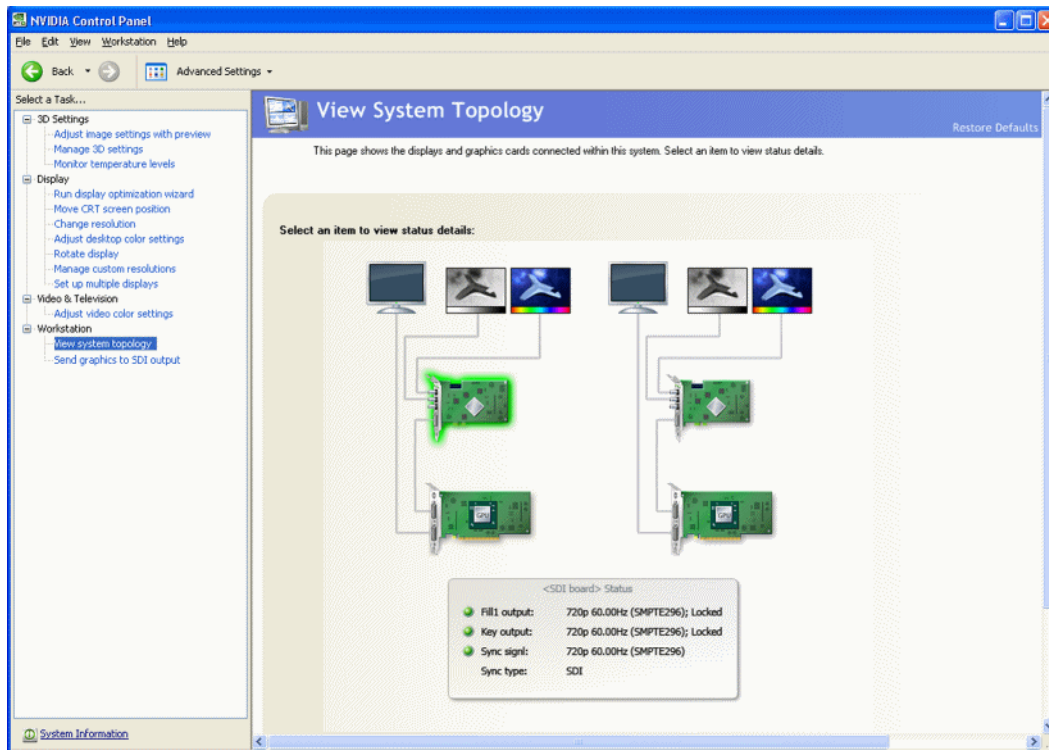 NVIDIA Control Panel
File Edit View Workstation Help
Back Advanced Settings
Select a Task...
3D Settings
Adjust image settings with preview
Manage 3D settings
Monitor temperature levels
Display
Run display optimization wizard
Move CRT screen position
Change resolution
Adjust desktop color settings
Rotate display
Manage custom resolutions
Set up multiple displays
Video & Television
Adjust video color settings
Workstation
View system topology
Send graphics to SDI output
System Information
View System Topology
Restore Defaults
This page shows the displays and graphics cards connected within this system. Select an item to view status details.
Select an item to view status details:
GPU GPU
<SDI board> Status
Fill1 output: 720p 60.00Hz (SMPTE296); Locked
Key output: 720p 60.00Hz (SMPTE296); Locked
Sync signl: 720p 60.00Hz (SMPTE296)
Sync type: SDI